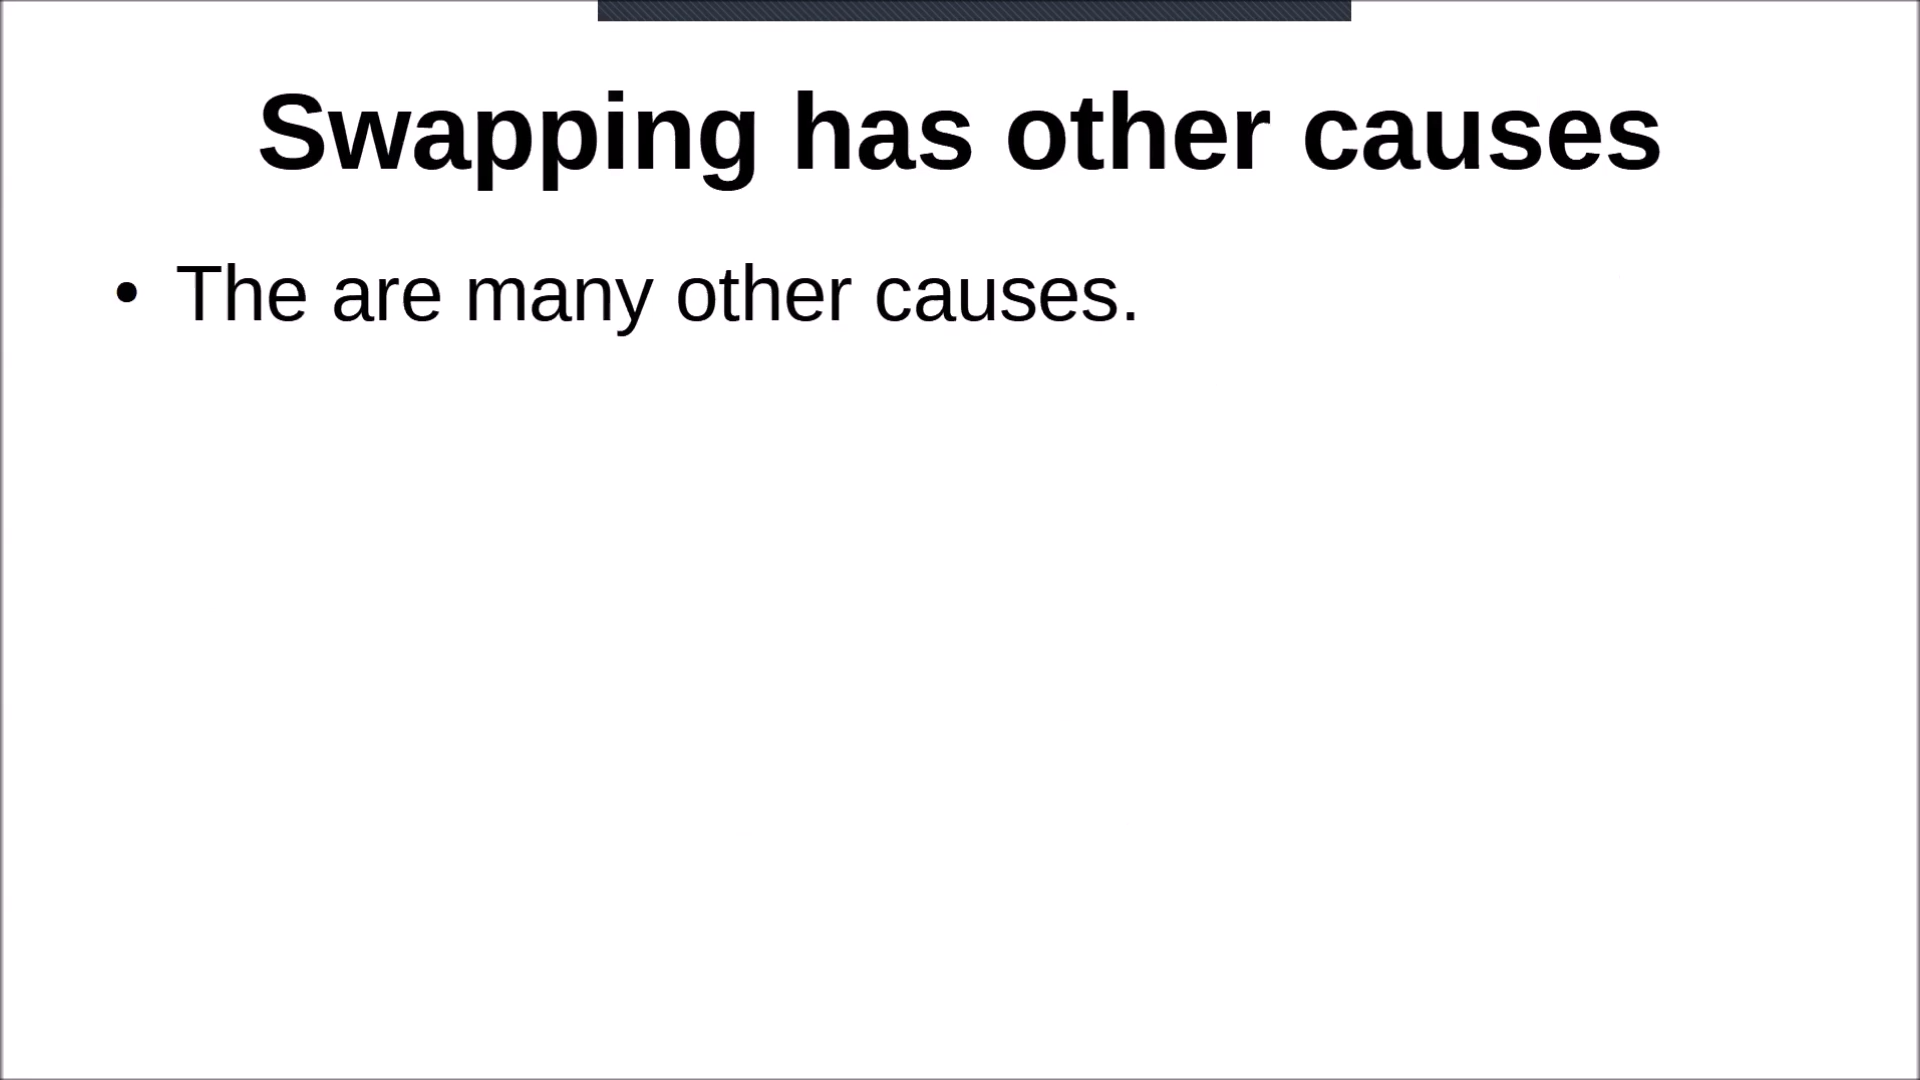 Swapping has other causes
• The are many other causes.